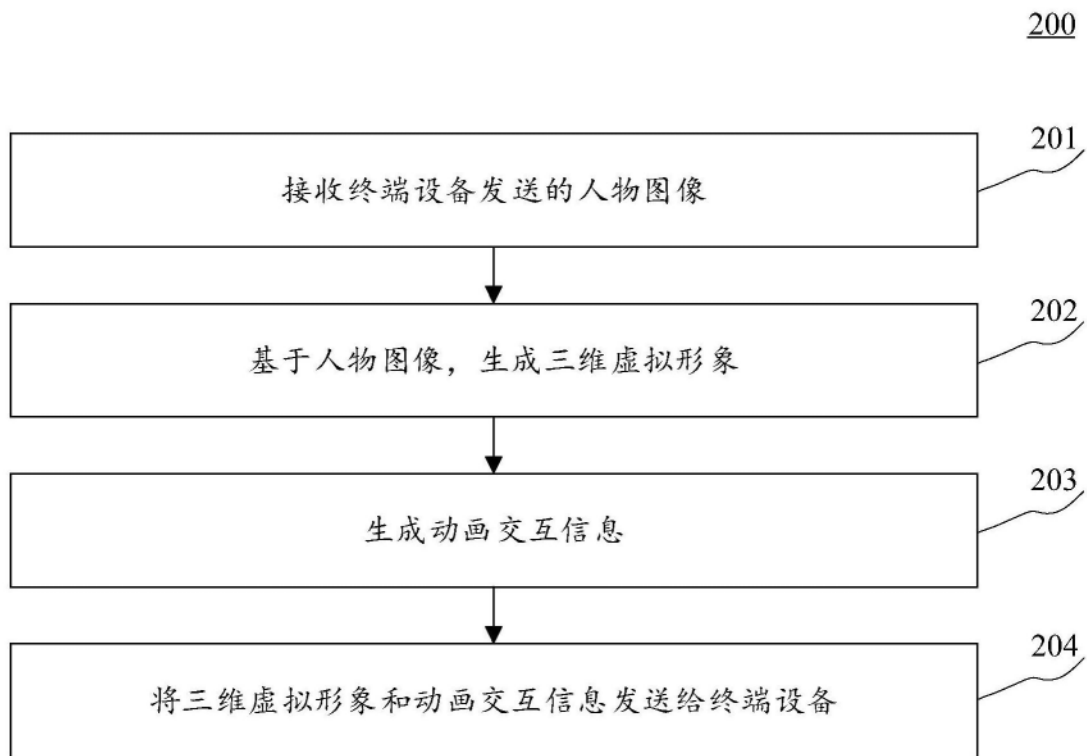 200
201
接收终端设备发送的人物图像
202
基于人物图像，生成三维虚拟形象
203
生成动画交互信息
204
将三维虚拟形象和动画交互信息发送给终端设备